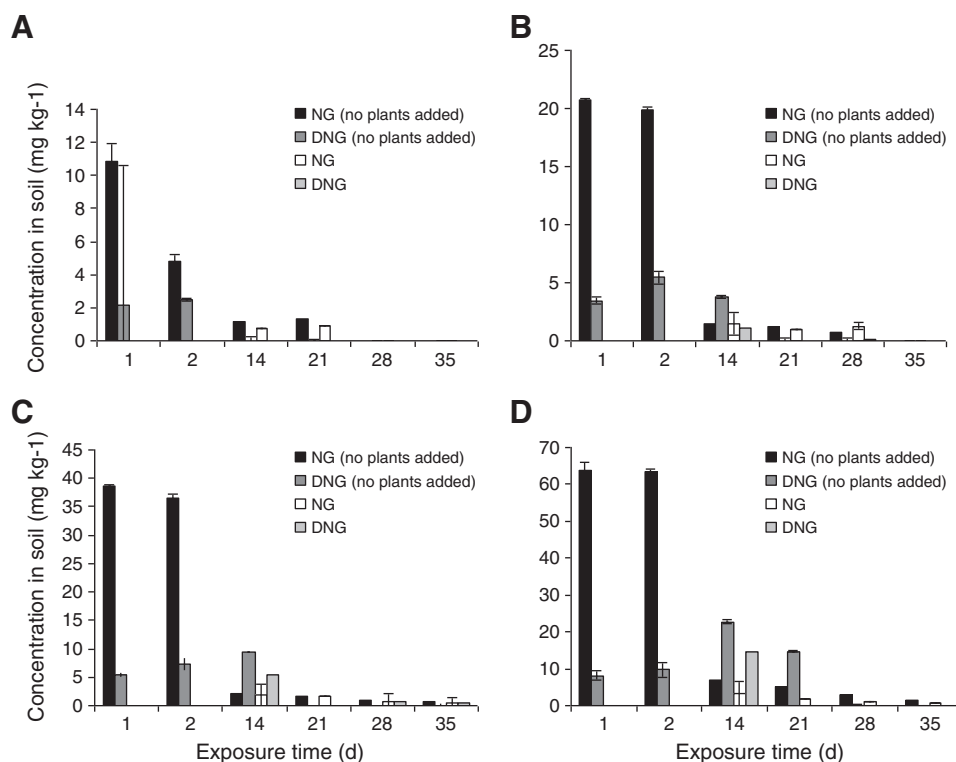 A
Concentration in soil (mg kg-1)
14
12
10
8
6
4
2
0
NG (no plants added)
DNG (no plants added)
NG
DNG
1 2 14 21 28 35
B
25
20
15
10
5
0
NG (no plants added)
DNG (no plants added)
NG
DNG
1 2 14 21 28 35
C
Concentration in soil (mg kg-1)
45
40
35
30
25
20
15
10
5
0
NG (no plants added)
DNG (no plants added)
NG
DNG
1 2 14 21 28 35
Exposure time (d)
D
70
60
50
40
30
20
10
0
NG (no plants added)
DNG (no plants added)
NG
DNG
1 2 14 21 28 35
Exposure time (d)